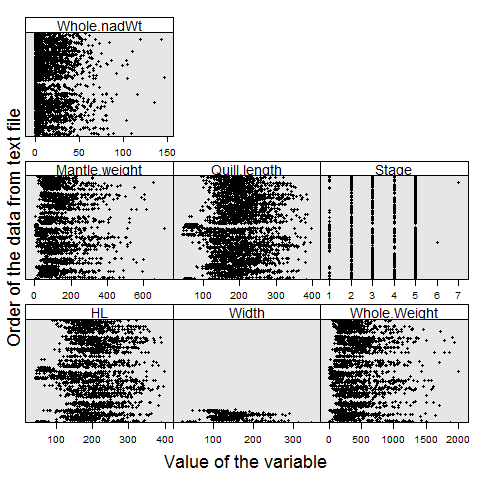 Whole.nadWt
0 50 100 150
Mantle.weight Quill.length Stage
0 200 400 600 100 200 300 400 1 2 3 4 5 6 7
HL Width Whole.Weight
100 200 300 400 100 200 300 0 500 1000 1500 2000
Order of the data from text file
Value of the variable